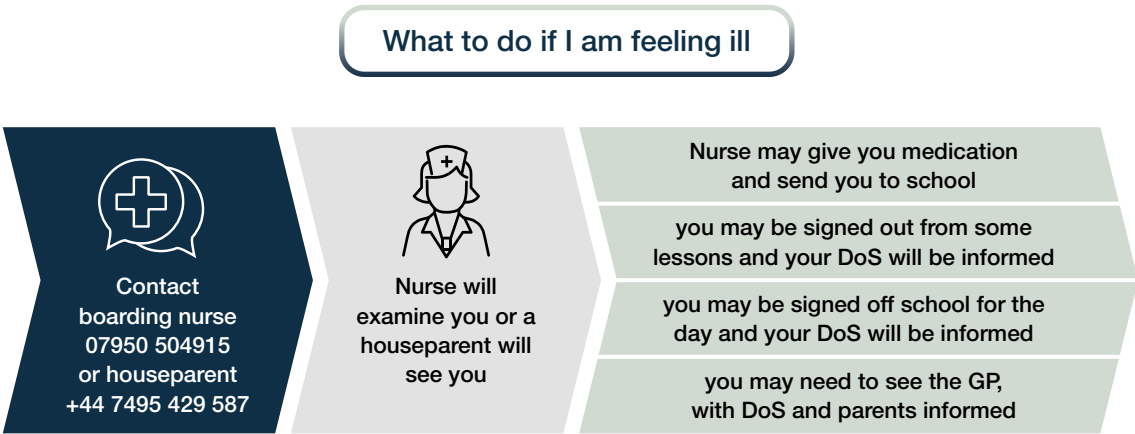 What to do if I am feeling ill
Contact
boarding nurse
07950 504915
or houseparent
+44 7495 429 587
Nurse will
examine you or a
houseparent will
see you
Nurse may give you medication
and send you to school
you may be signed out from some
lessons and your DoS will be informed
you may be signed off school for the
day and your DoS will be informed
you may need to see the GP,
with DoS and parents informed